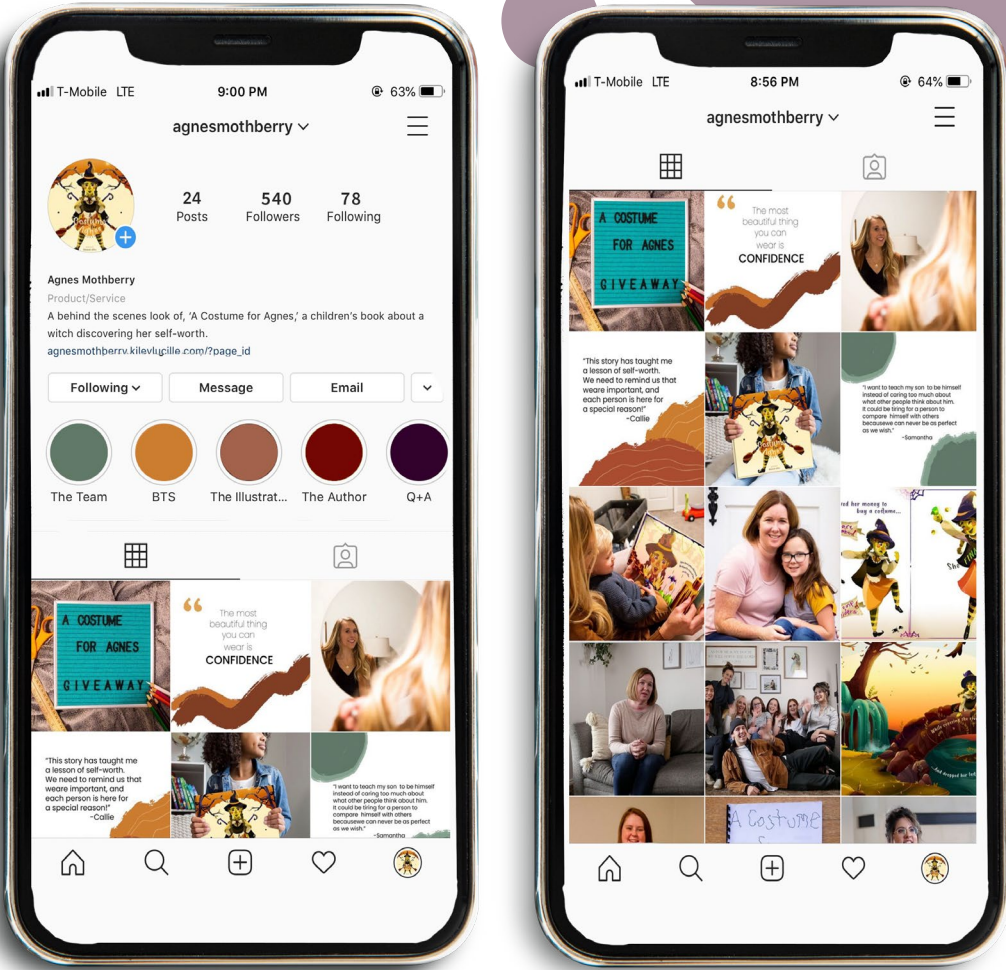 T-Mobile LTE 9:00 PM 63%
agnesmothberry
24 540 78
Posts Followers Following
Agnes Mothberry
Product/Service
A behind the scenes look of, ‘A Costume for Agnes,’ a children's book about a
witch discovering her self-worth.
agnesmothberry.kileylucille.com/?page_id
Following Message Email
The Team BTS The Illustrat... The Author Q+A
A COSTUME
FOR AGNES
GIVEAWAY
The most
beautiful thing
you can
wear is
CONFIDENCE
"This story has taught me
a lesson of self-worth.
We need to remind us that
weare important, and
each person is here for
a special reason!"
-Callie
"I want to teach my son to be himself
instead of caring too much about
what other people think about him.
It could be tiring for a person to
compare himself with others
becausewe can never be as perfect
as we wish."
-Samantha
T-Mobile LTE 8:56 PM 64%
agnesmothberry
A COSTUME
FOR AGNES
GIVEAWAY
The most
beautiful thing
you can
wear is
CONFIDENCE
"This story has taught me
a lesson of self-worth.
We need to remind us that
weare important, and
each person is here for
a special reason!"
-Callie
"I want to teach my son to be himself
instead of caring too much about
what other people think about him.
It could be tiring for a person to
compare himself with others
becausewe can never be as perfect
as we wish."
-Samantha
her money to
buy a costume...
She
...And dropped her
A Costume